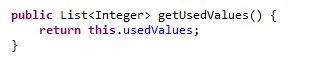 public List<Integer> getUsedValues() {
    return this.usedValues;
}